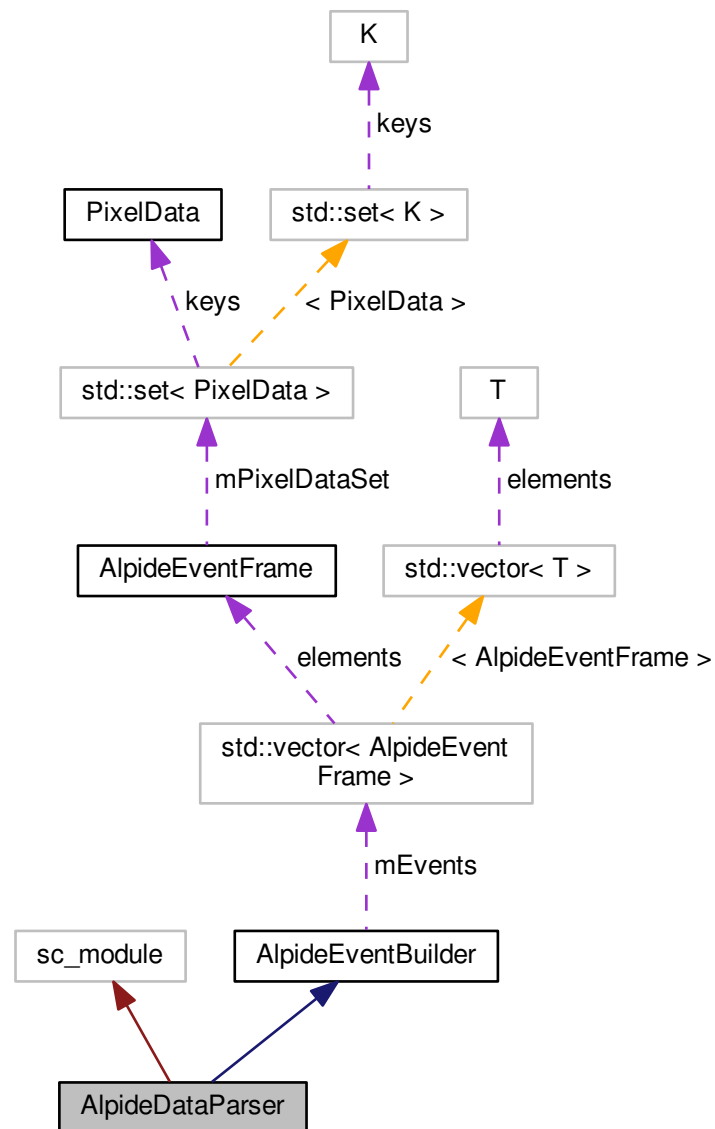 K
keys
PixelData
std::set< K >
keys
< PixelData >
std::set< PixelData >
T
mPixelDataSet
elements
AlpideEventFrame
std::vector< T >
elements
< AlpideEventFrame >
std::vector< AlpideEvent
Frame >
mEvents
sc_module
AlpideEventBuilder
AlpideDataParser